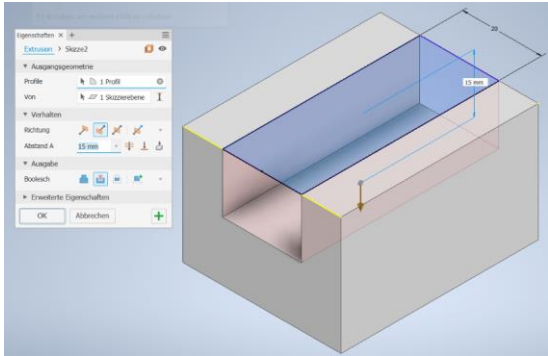 Eigenschaften × +
Extrusion > Skizze2
Ausgangsgeometrie
Profile 1 Profil
Von 1 Skizzierebene
Verhalten
Richtung
Abstand A 15 mm
Ausgabe
Boolesch
Erweiterte Eigenschaften
OK Abbrechen +
20
15 mm